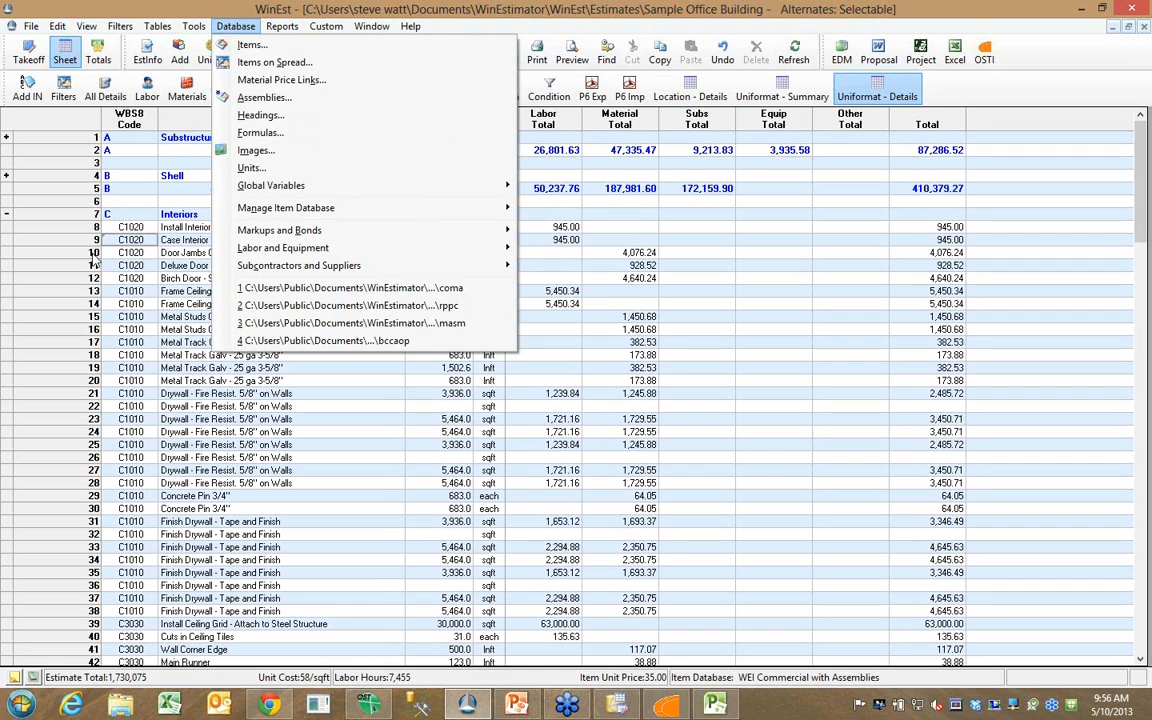 WinEst - [C:\Users\steve watt\Documents\WinEstimator\WinEst\Estimates\Sample Office Building - Alternates: Selectable]
File Edit View Filters Tables Tools Database Reports Custom Window Help
Takeoff Sheet Totals EstInfo Add Print Preview Find Cut Copy Paste Undo Delete Refresh EDM Proposal Project Excel OSTI
Add IN Filters All Details Labor Materials Condition P6 Exp P6 Imp Location - Details Uniformat - Summary Uniformat - Details
Items...
Items on Spread...
Material Price Links...
Assemblies...
Headings...
Formulas...
Images...
Units...
Global Variables
Manage Item Database
Markups and Bonds
Labor and Equipment
Subcontractors and Suppliers
1 C:\Users\Public\Documents\WinEstimator\...\coma
2 C:\Users\Public\Documents\WinEstimator\...\rppc
3 C:\Users\Public\Documents\WinEstimator\...\masm
4 C:\Users\Public\Documents\...\bccaop
WBS8 Code Labor Total Material Total Subs Total Equip Total Other Total Total
1 A Substructu
2 A 26,801.63 47,335.47 9,213.83 3,935.58 87,286.52
3
4 B Shell
5 B 50,237.76 187,981.60 172,159.90 410,379.27
6
7 C Interiors
8 C1020 Install Interior 945.00 945.00
9 C1020 Case Interior 945.00 945.00
10 C1020 Door Jambs C 4,076.24 4,076.24
11 C1020 Deluxe Door 928.52 928.52
12 C1020 Birch Door - S 4,640.24 4,640.24
13 C1010 Frame Ceiling 5,450.34 5,450.34
14 C1010 Frame Ceiling 5,450.34 5,450.34
15 C1010 Metal Studs 1,450.68 1,450.68
16 C1010 Metal Studs 1,450.68 1,450.68
17 C1010 Metal Track 382.53 382.53
18 C1010 Metal Track Galv - 25 ga 3-5/8" 683.0 lnft 173.88 173.88
19 C1010 Metal Track Galv - 25 ga 3-5/8" 1,502.6 lnft 382.53 382.53
20 C1010 Metal Track Galv - 25 ga 3-5/8" 683.0 lnft 173.88 173.88
21 C1010 Drywall - Fire Resist. 5/8" on Walls 3,936.0 sqft 1,239.84 1,245.88 2,485.72
22 C1010 Drywall - Fire Resist. 5/8" on Walls sqft
23 C1010 Drywall - Fire Resist. 5/8" on Walls 5,464.0 sqft 1,721.16 1,729.55 3,450.71
24 C1010 Drywall - Fire Resist. 5/8" on Walls 5,464.0 sqft 1,721.16 1,729.55 3,450.71
25 C1010 Drywall - Fire Resist. 5/8" on Walls 3,936.0 sqft 1,239.84 1,245.88 2,485.72
26 C1010 Drywall - Fire Resist. 5/8" on Walls sqft
27 C1010 Drywall - Fire Resist. 5/8" on Walls 5,464.0 sqft 1,721.16 1,729.55 3,450.71
28 C1010 Drywall - Fire Resist. 5/8" on Walls 5,464.0 sqft 1,721.16 1,729.55 3,450.71
29 C1010 Concrete Pin 3/4" 683.0 each 64.05 64.05
30 C1010 Concrete Pin 3/4" 683.0 each 64.05 64.05
31 C1010 Finish Drywall - Tape and Finish 3,936.0 sqft 1,653.12 1,693.37 3,346.49
32 C1010 Finish Drywall - Tape and Finish sqft
33 C1010 Finish Drywall - Tape and Finish 5,464.0 sqft 2,294.88 2,350.75 4,645.63
34 C1010 Finish Drywall - Tape and Finish 5,464.0 sqft 2,294.88 2,350.75 4,645.63
35 C1010 Finish Drywall - Tape and Finish 3,936.0 sqft 1,653.12 1,693.37 3,346.49
36 C1010 Finish Drywall - Tape and Finish sqft
37 C1010 Finish Drywall - Tape and Finish 5,464.0 sqft 2,294.88 2,350.75 4,645.63
38 C1010 Finish Drywall - Tape and Finish 5,464.0 sqft 2,294.88 2,350.75 4,645.63
39 C3030 Install Ceiling Grid - Attach to Steel Structure 30,000.0 sqft 63,000.00 63,000.00
40 C3030 Cuts in Ceiling Tiles 31.0 each 135.63 135.63
41 C3030 Wall Corner Edge 500.0 lnft 117.07 117.07
42 C3030 Main Runner 123.0 lnft 38.88 38.88
Estimate Total:1,730,075 Unit Cost:58/sqft Labor Hours:7,455 Item Unit Price:35.00 Item Database: WEI Commercial with Assemblies
9:56 AM
5/10/2013